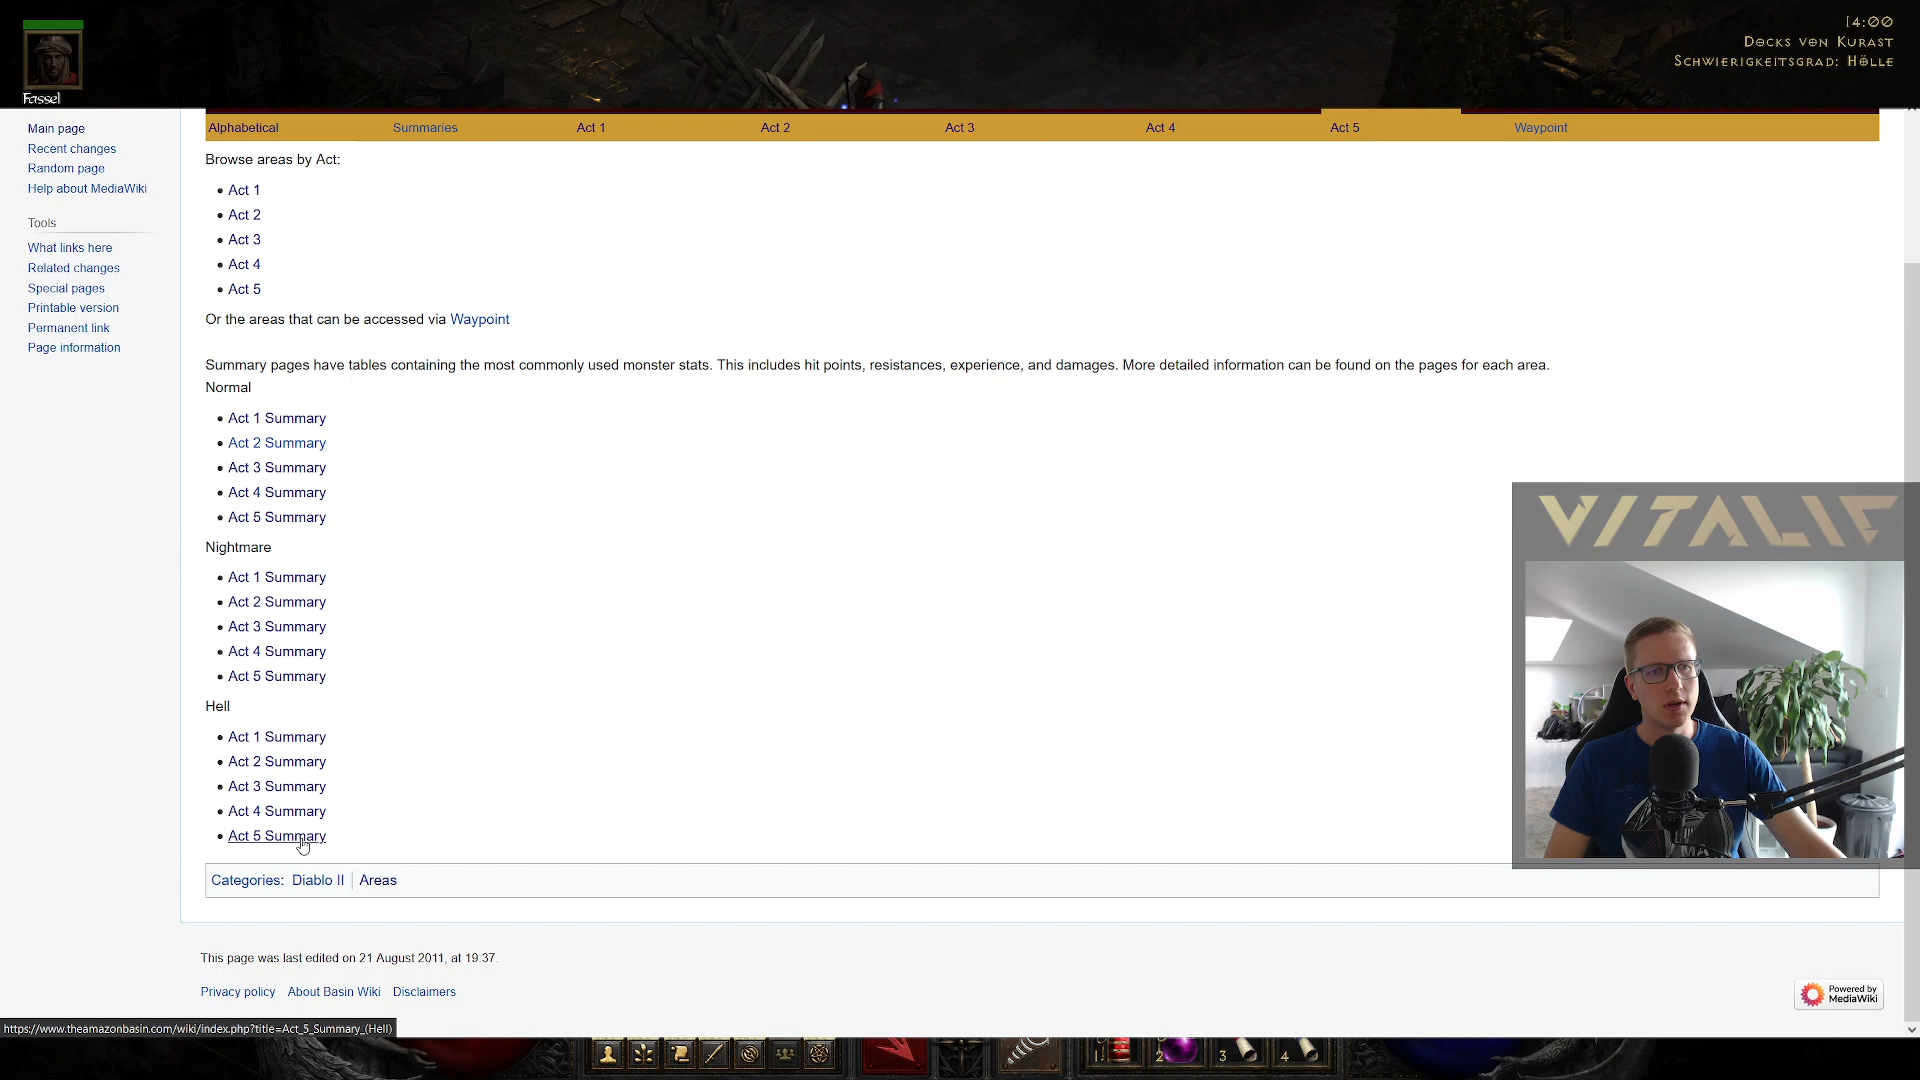 14:00
Docks von Kurast
Schwierigkeitsgrad: Hölle
Fassel
Main page
Recent changes
Random page
Help about MediaWiki
Tools
What links here
Related changes
Special pages
Printable version
Permanent link
Page information
Alphabetical Summaries Act 1 Act 2 Act 3 Act 4 Act 5 Waypoint
Browse areas by Act:
Act 1
Act 2
Act 3
Act 4
Act 5
Or the areas that can be accessed via Waypoint
Summary pages have tables containing the most commonly used monster stats. This includes hit points, resistances, experience, and damages. More detailed information can be found on the pages for each area.
Normal
Act 1 Summary
Act 2 Summary
Act 3 Summary
Act 4 Summary
Act 5 Summary
Nightmare
Act 1 Summary
Act 2 Summary
Act 3 Summary
Act 4 Summary
Act 5 Summary
Hell
Act 1 Summary
Act 2 Summary
Act 3 Summary
Act 4 Summary
Act 5 Summary
Categories: Diablo II | Areas
VITALIF
This page was last edited on 21 August 2011, at 19:37.
Privacy policy About Basin Wiki Disclaimers
Powered by
MediaWiki
https://www.theamazonbasin.com/wiki/index.php?title=Act_5_Summary_(Hell)
1 2 3 4